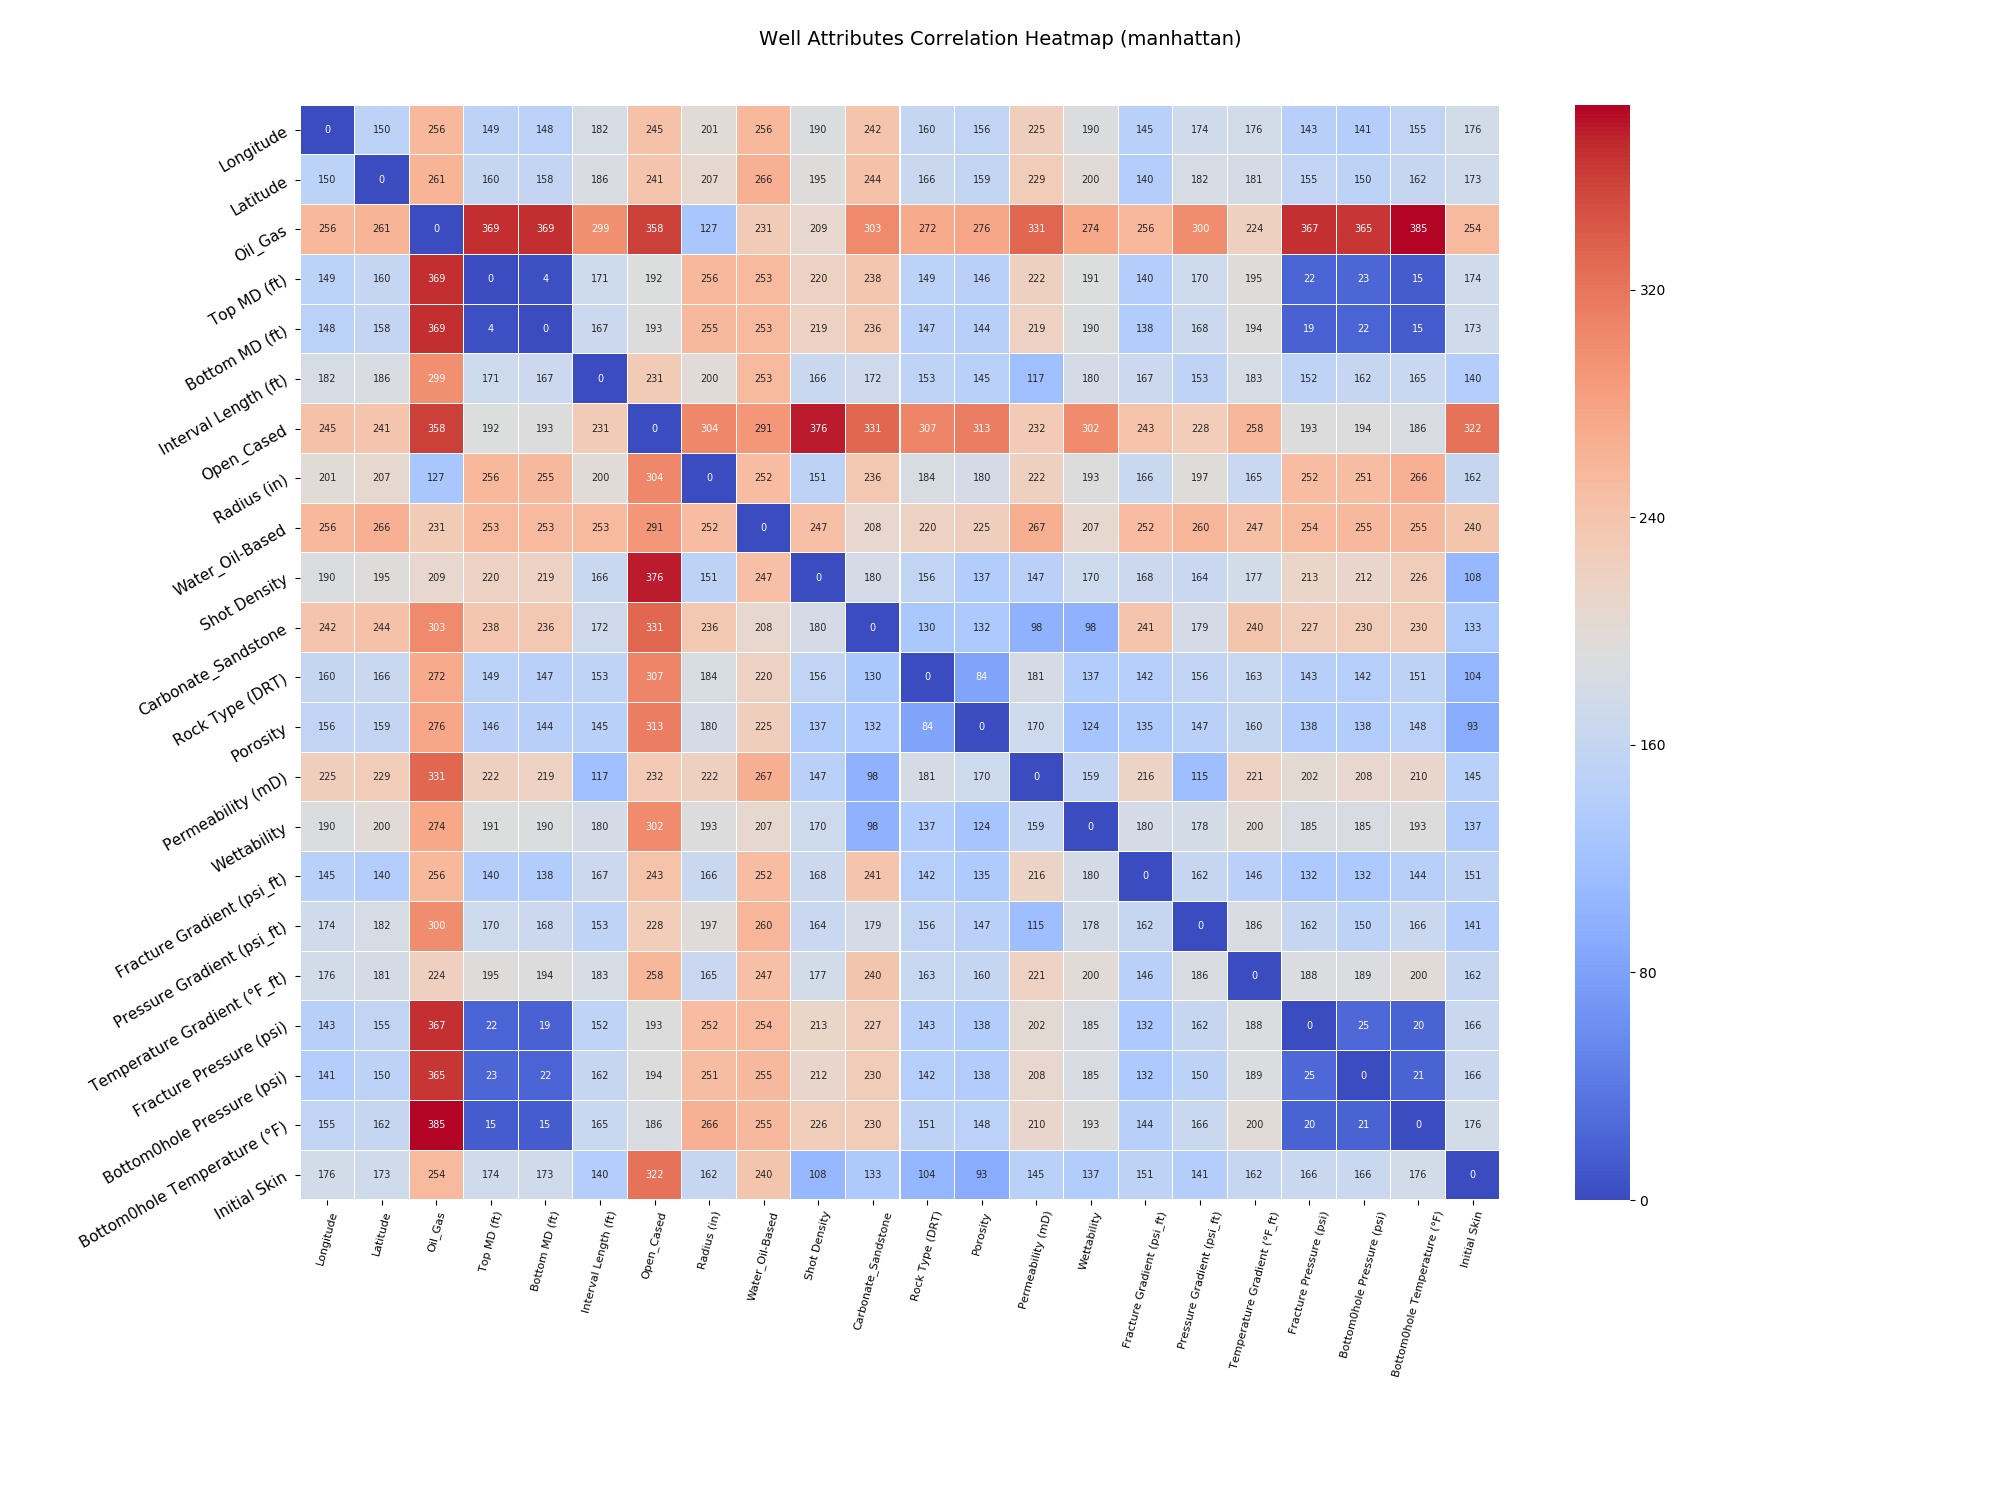 Well Attributes Correlation Heatmap (manhattan)
Longitude 0 150 256 149 148 182 245 201 256 190 242 160 156 225 190 145 174 176 143 141 155 176
Latitude 150 0 261 160 158 186 241 207 266 195 244 166 159 229 200 140 182 181 155 150 162 173
Oil_Gas 256 261 0 369 369 299 358 127 231 209 303 272 276 331 274 256 300 224 367 365 385 254
Top MD (ft) 149 160 369 0 4 171 192 256 253 220 238 149 146 222 191 140 170 195 22 23 15 174
320
Bottom MD (ft) 148 158 369 4 0 167 193 255 253 219 236 147 144 219 190 138 168 194 19 22 15 173
Interval Length (ft) 182 186 299 171 167 0 231 200 253 166 172 153 145 117 180 167 153 183 152 162 165 140
Open_Cased 245 241 358 192 193 231 0 304 291 376 331 307 313 232 302 243 228 258 193 194 186 322
Radius (in) 201 207 127 256 255 200 304 0 252 151 236 184 180 222 193 166 197 165 252 251 266 162
240
Water_Oil-Based 256 266 231 253 253 253 291 252 0 247 208 220 225 267 207 252 260 247 254 255 255 240
Shot Density 190 195 209 220 219 166 376 151 247 0 180 156 137 147 170 168 164 177 213 212 226 108
Carbonate_Sandstone 242 244 303 238 236 172 331 236 208 180 0 130 132 98 98 241 179 240 227 230 230 133
Rock Type (DRT) 160 166 272 149 147 153 307 184 220 156 130 0 84 181 137 142 156 163 143 142 151 104
Porosity 156 159 276 146 144 145 313 180 225 137 132 84 0 170 124 135 147 160 138 138 148 93
160
Permeability (mD) 225 229 331 222 219 117 232 222 267 147 98 181 170 0 159 216 115 221 202 208 210 145
Wettability 190 200 274 191 190 180 302 193 207 170 98 137 124 159 0 180 178 200 185 185 193 137
Fracture Gradient (psi_ft) 145 140 256 140 138 167 243 166 252 168 241 142 135 216 180 0 162 146 132 132 144 151
Pressure Gradient (psi_ft) 174 182 300 170 168 153 228 197 260 164 179 156 147 115 178 162 0 186 162 150 166 141
Temperature Gradient (°F_ft) 176 181 224 195 194 183 258 165 247 177 240 163 160 221 200 146 186 0 188 189 200 162
80
Fracture Pressure (psi) 143 155 367 22 19 152 193 252 254 213 227 143 138 202 185 132 162 188 0 25 20 166
Bottom0hole Pressure (psi) 141 150 365 23 22 162 194 251 255 212 230 142 138 208 185 132 150 189 25 0 21 166
Bottom0hole Temperature (°F) 155 162 385 15 15 165 186 266 255 226 230 151 148 210 193 144 166 200 20 21 0 176
Initial Skin 176 173 254 174 173 140 322 162 240 108 133 104 93 145 137 151 141 162 166 166 176 0
0
Longitude
Latitude
Oil_Gas
Top MD (ft)
Bottom MD (ft)
Interval Length (ft)
Open_Cased
Radius (in)
Water_Oil-Based
Shot Density
Carbonate_Sandstone
Rock Type (DRT)
Porosity
Permeability (mD)
Wettability
Fracture Gradient (psi_ft)
Pressure Gradient (psi_ft)
Temperature Gradient (°F_ft)
Fracture Pressure (psi)
Bottom0hole Pressure (psi)
Bottom0hole Temperature (°F)
Initial Skin